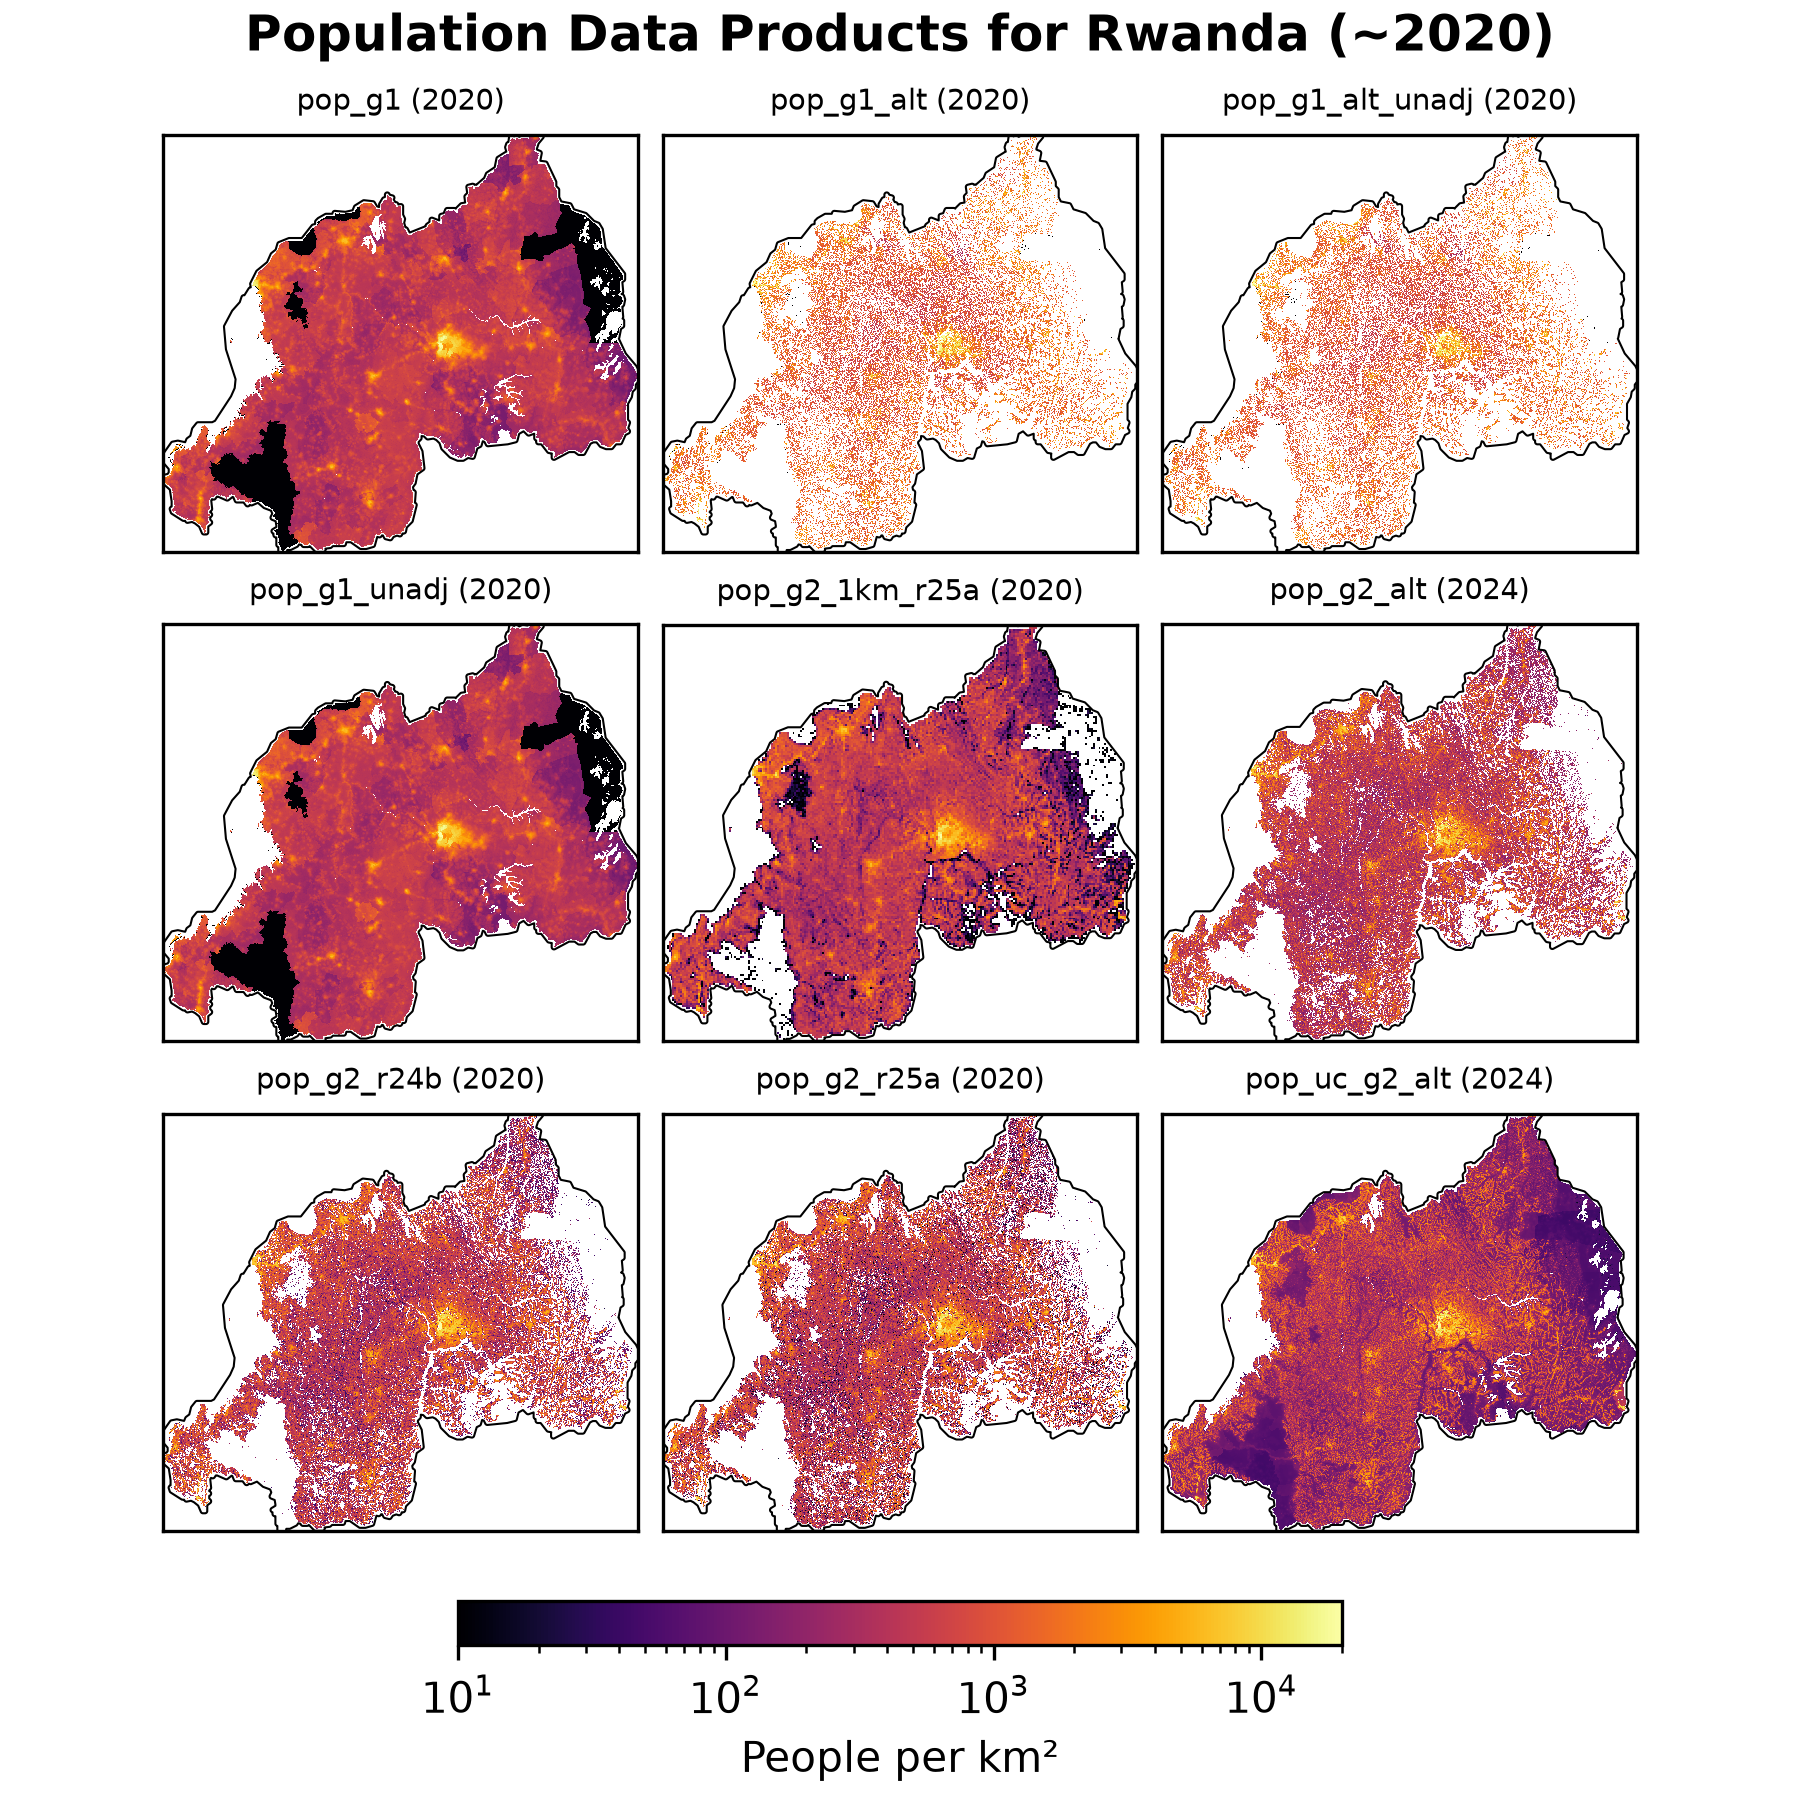 Population Data Products for Rwanda (~2020)
pop_g1 (2020)
pop_g1_alt (2020)
pop_g1_alt_unadj (2020)
pop_g1_unadj (2020)
pop_g2_1km_r25a (2020)
pop_g2_alt (2024)
pop_g2_r24b (2020)
pop_g2_r25a (2020)
pop_uc_g2_alt (2024)
10¹ 10² 10³ 10⁴
People per km²